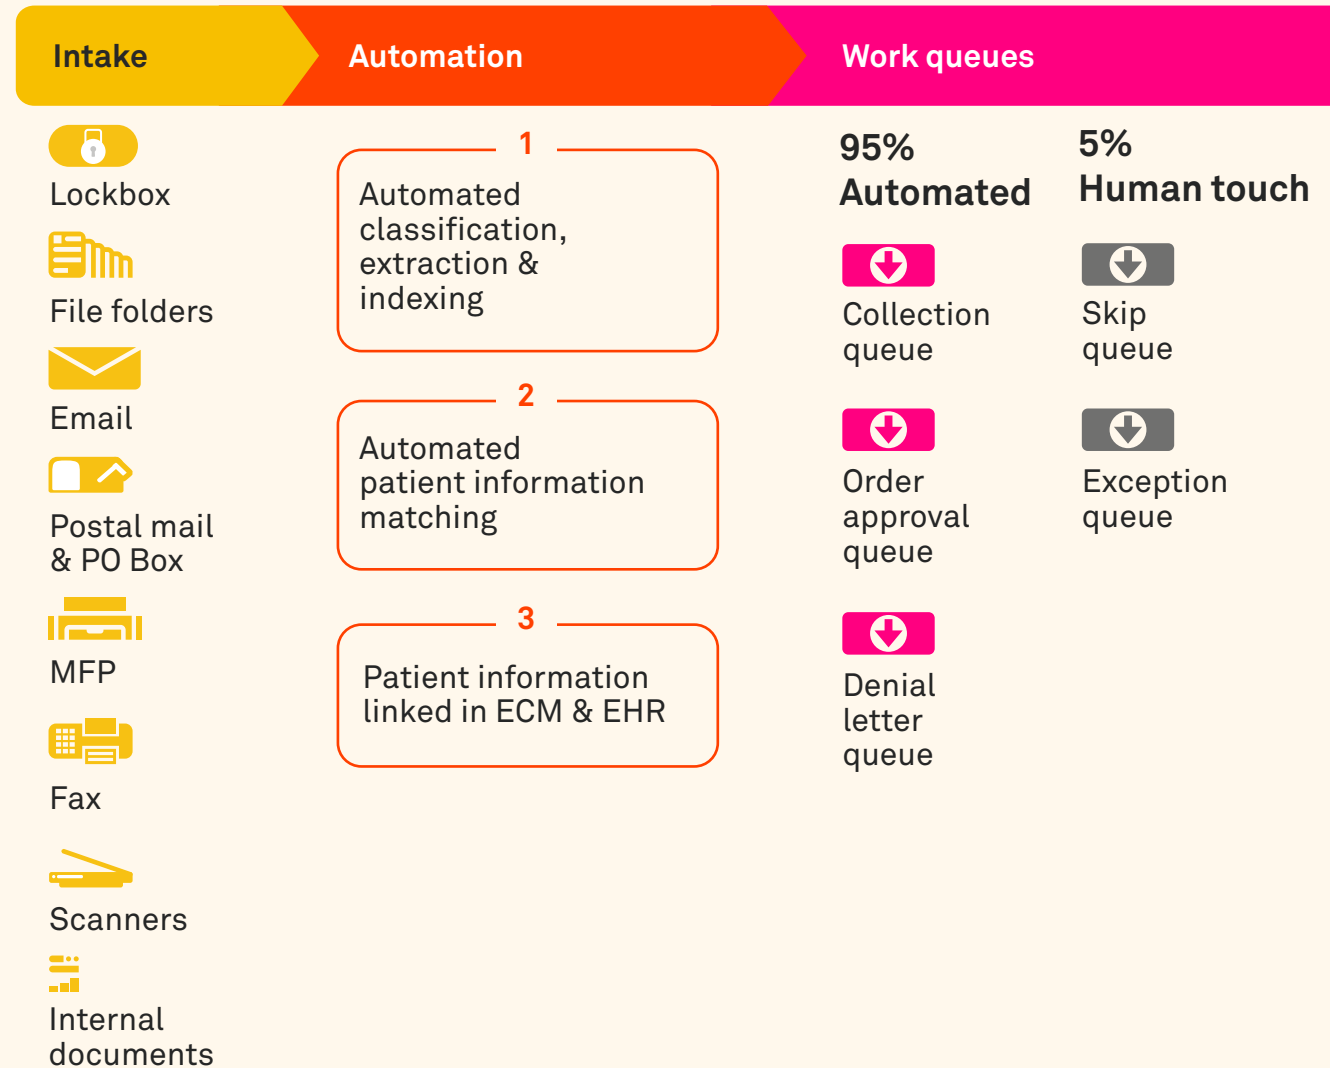 Intake
Automation
Work queues
Lockbox
File folders
Email
Postal mail
& PO Box
MFP
Fax
Scanners
Internal
documents
1
Automated
classification,
extraction &
indexing
2
Automated
patient information
matching
3
Patient information
linked in ECM & EHR
95%
Automated
Collection
queue
Order
approval
queue
Denial
letter
queue
5%
Human touch
Skip
queue
Exception
queue